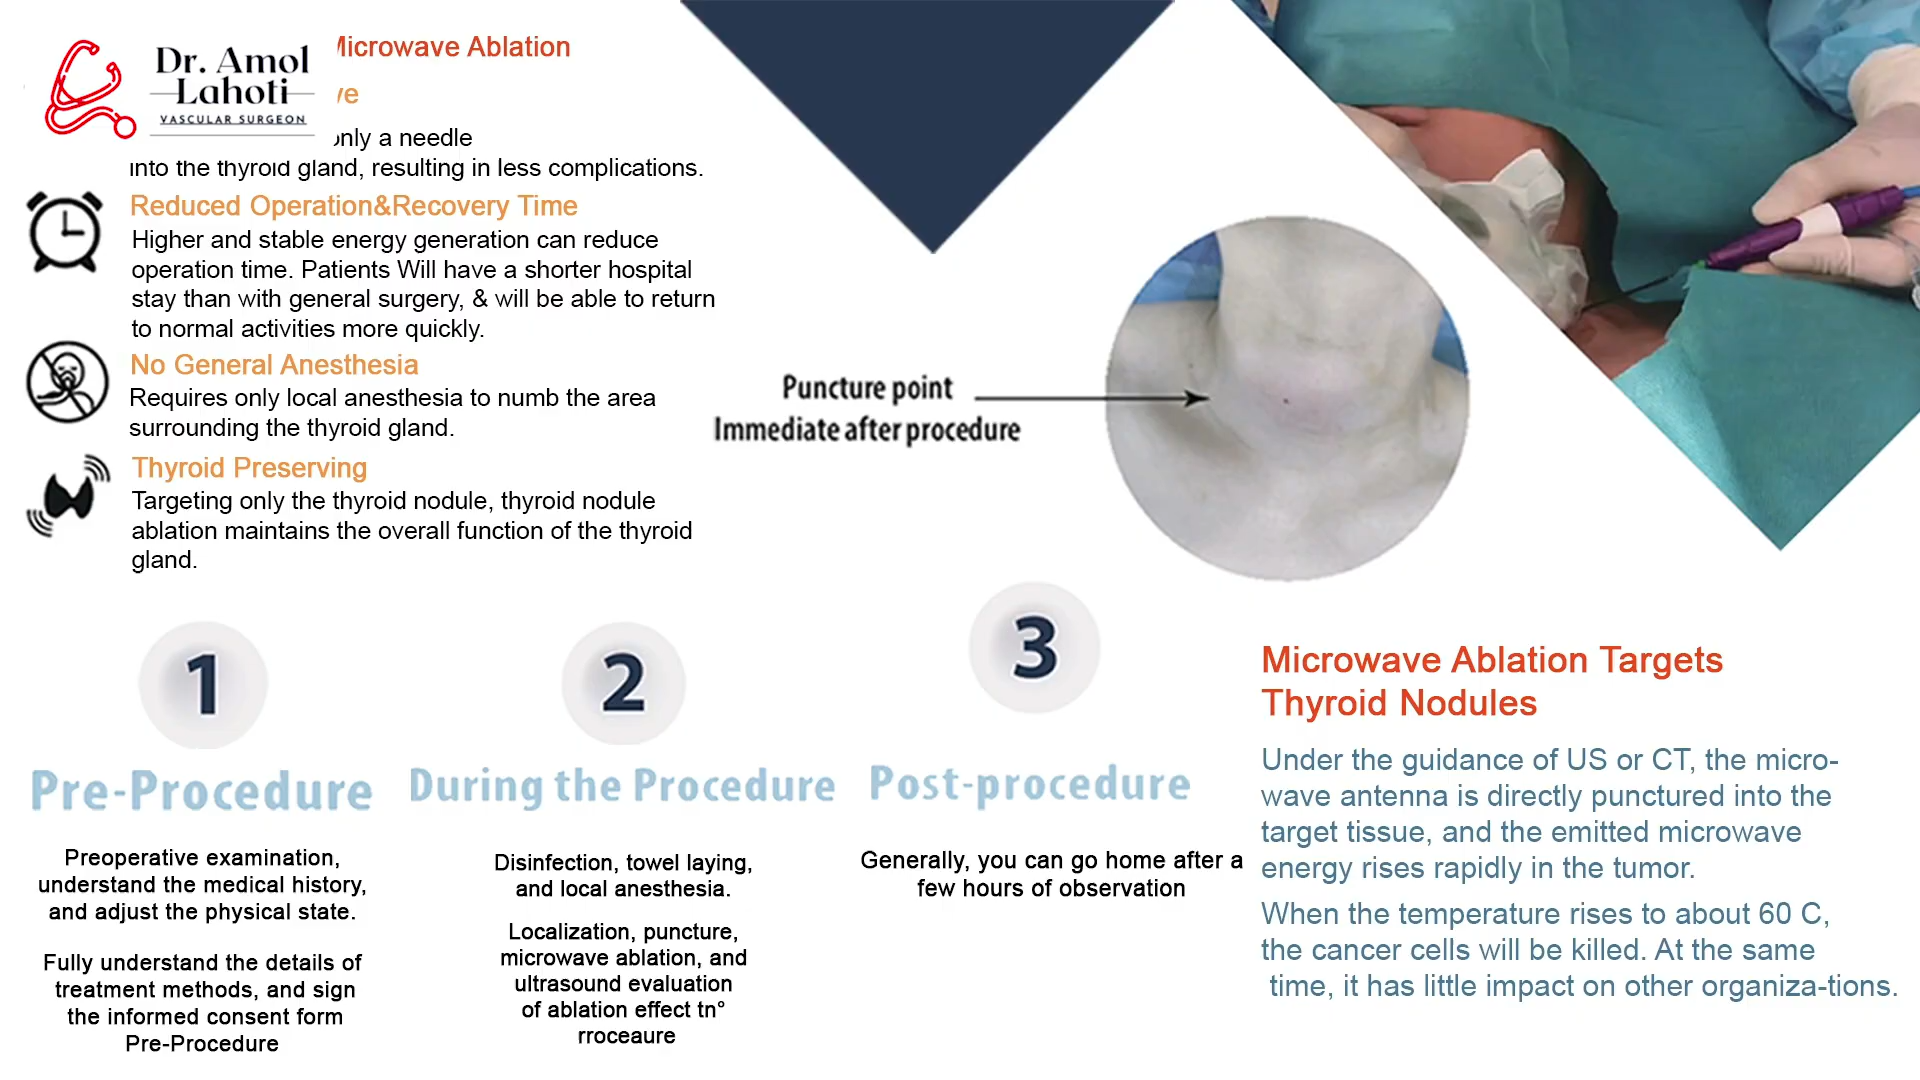 Dr. Amol
Lahoti
VASCULAR SURGEON
Microwave Ablation
only a needle
into the thyroid gland, resulting in less complications.
Reduced Operation&Recovery Time
Higher and stable energy generation can reduce
operation time. Patients Will have a shorter hospital
stay than with general surgery, & will be able to return
to normal activities more quickly.
No General Anesthesia
Requires only local anesthesia to numb the area
surrounding the thyroid gland.
Thyroid Preserving
Targeting only the thyroid nodule, thyroid nodule
ablation maintains the overall function of the thyroid
gland.
Puncture point
Immediate after procedure
1
Pre-Procedure
Preoperative examination,
understand the medical history,
and adjust the physical state.
Fully understand the details of
treatment methods, and sign
the informed consent form
Pre-Procedure
2
During the Procedure
Disinfection, towel laying,
and local anesthesia.
Localization, puncture,
microwave ablation, and
ultrasound evaluation
of ablation effect tn°
rroceaure
3
Post-procedure
Generally, you can go home after a
few hours of observation
Microwave Ablation Targets
Thyroid Nodules
Under the guidance of US or CT, the micro-
wave antenna is directly punctured into the
target tissue, and the emitted microwave
energy rises rapidly in the tumor.
When the temperature rises to about 60 C,
the cancer cells will be killed. At the same
time, it has little impact on other organiza-tions.